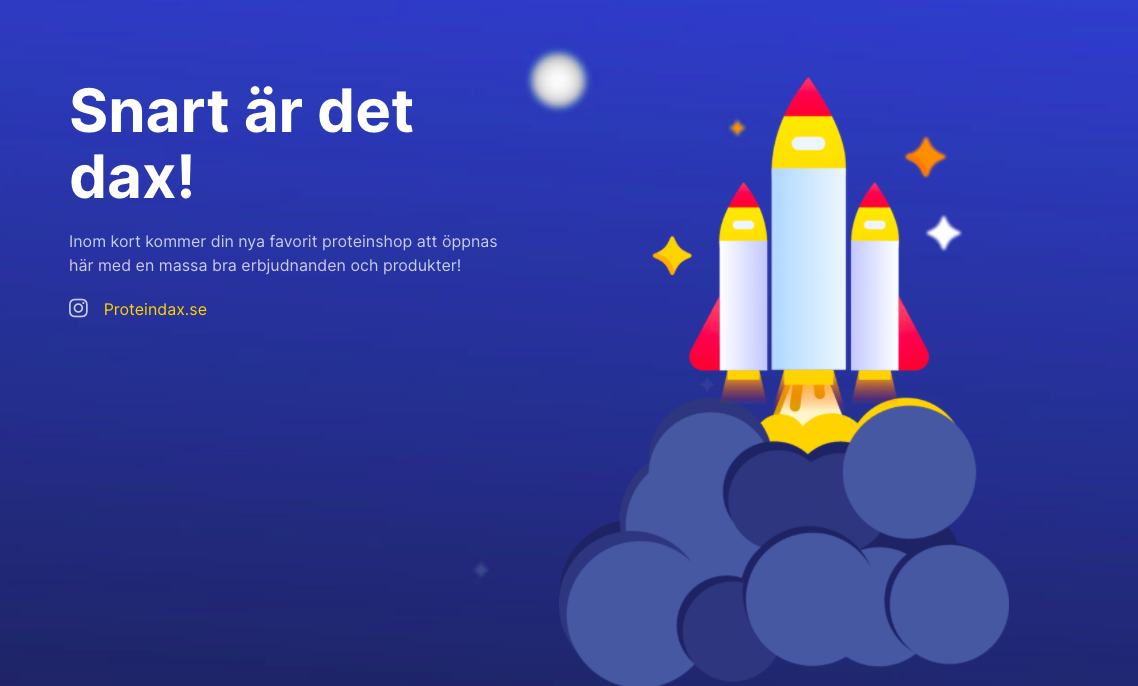 Snart är det
dax!
Inom kort kommer din nya favorit proteinshop att öppnas
här med en massa bra erbjudnanden och produkter!
Proteindax.se